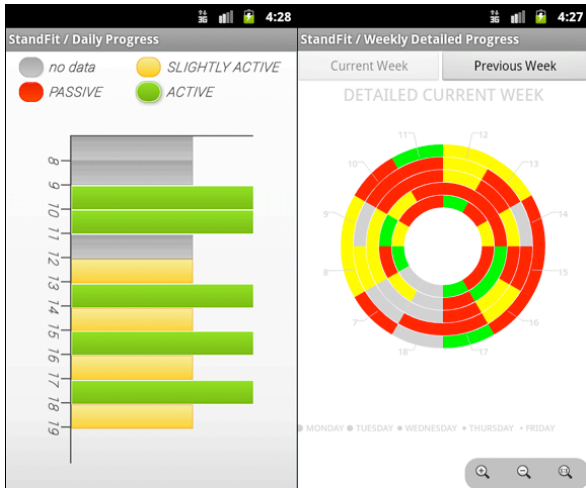 3G 4:28
StandFit / Daily Progress
no data SLIGHTLY ACTIVE
PASSIVE ACTIVE
8
9
10
11
12
13
14
15
16
17
18
19
3G 4:27
StandFit / Weekly Detailed Progress
Current Week Previous Week
DETAILED CURRENT WEEK
11 12
10 13
9 14
8 15
7 16
18 17
MONDAY TUESDAY WEDNESDAY THURSDAY FRIDAY